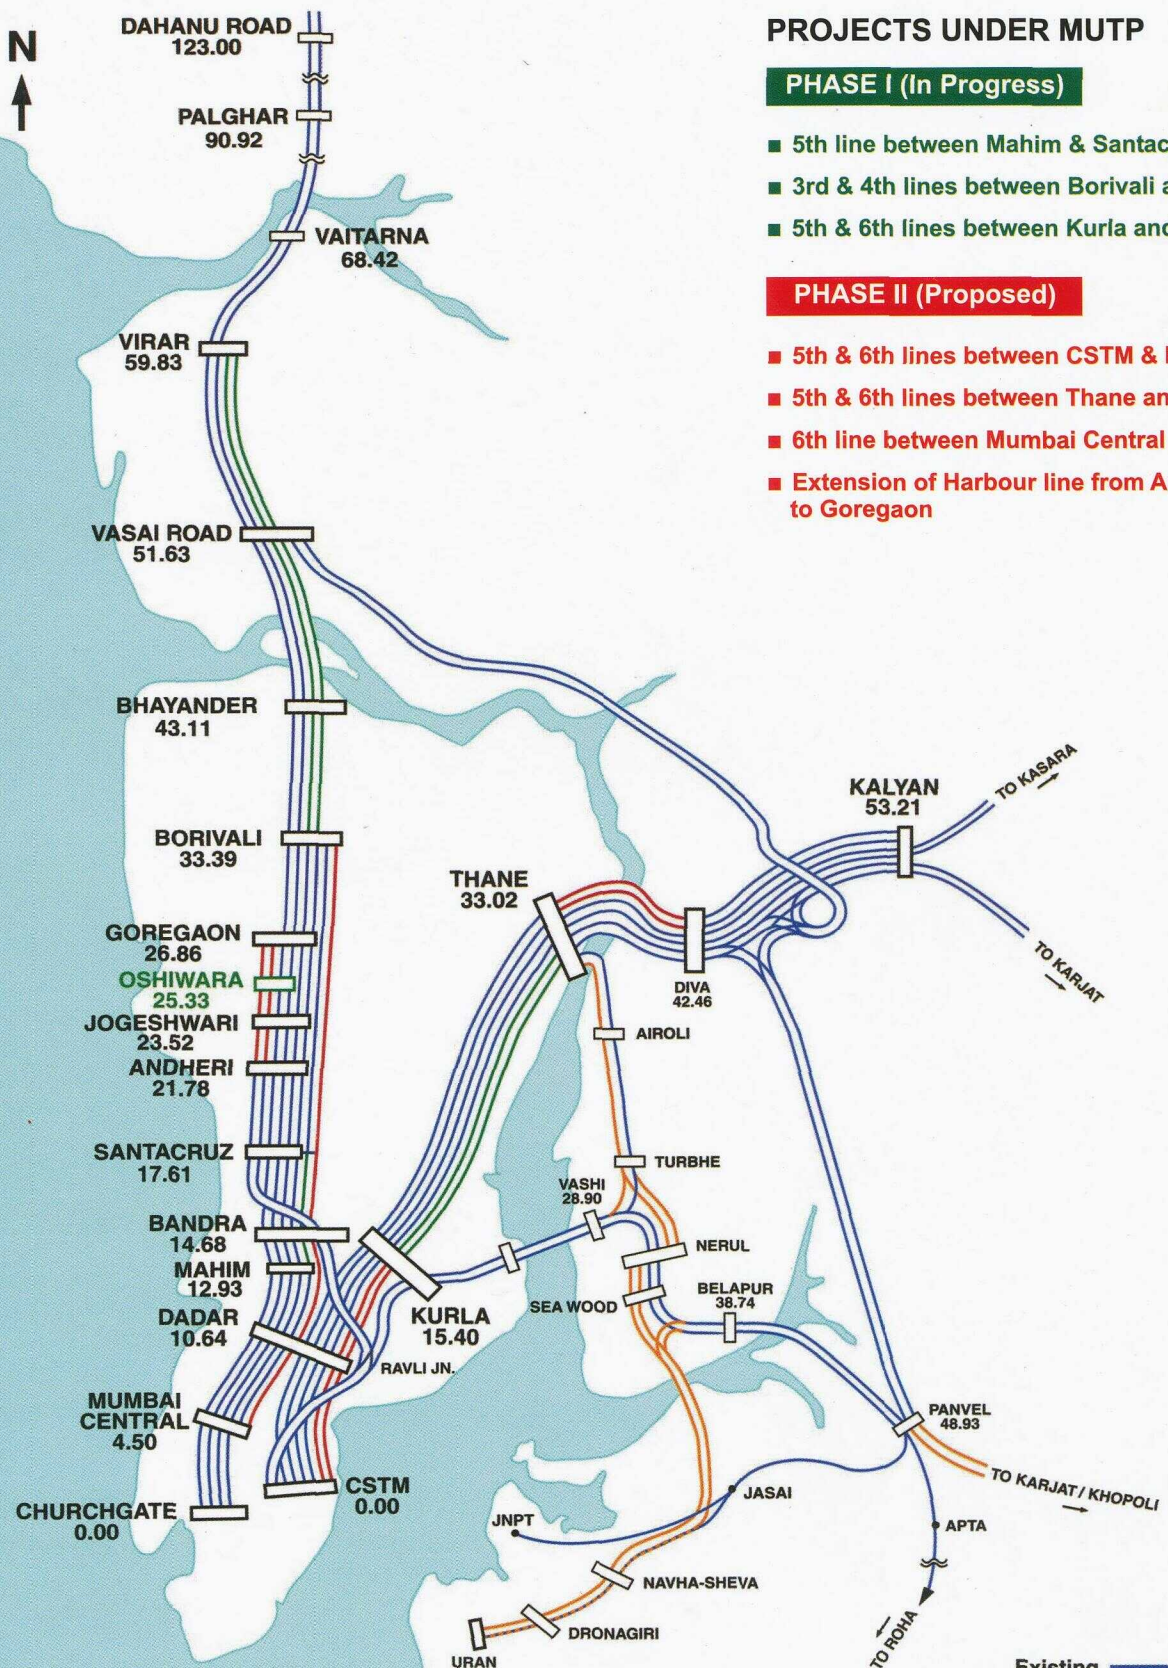 N
DAHANU ROAD
123.00
PALGHAR
90.92
VAITARNA
68.42
VIRAR
59.83
VASAI ROAD
51.63
BHAYANDER
43.11
BORIVALI
33.39
GOREGAON
26.86
OSHIWARA
25.33
JOGESHWARI
23.52
ANDHERI
21.78
SANTACRUZ
17.61
BANDRA
14.68
MAHIM
12.93
DADAR
10.64
MUMBAI
CENTRAL
4.50
CHURCHGATE
0.00
PROJECTS UNDER MUTP
PHASE I (In Progress)
■ 5th line between Mahim & Santac
■ 3rd & 4th lines between Borivali a
■ 5th & 6th lines between Kurla and
PHASE II (Proposed)
■ 5th & 6th lines between CSTM &
■ 5th & 6th lines between Thane an
■ 6th line between Mumbai Central
■ Extension of Harbour line from A
to Goregaon
KALYAN
53.21
TO KASARA
TO KARJAT
THANE
33.02
DIVA
42.46
AIROLI
TURBHE
VASHI
28.90
NERUL
SEA WOOD
BELAPUR
38.74
KURLA
15.40
RAVLI JN.
CSTM
0.00
PANVEL
48.93
TO KARJAT / KHOPOLI
JASAI
JNPT
APTA
NAVHA-SHEVA
DRONAGIRI
URAN
TO ROHA
Existing